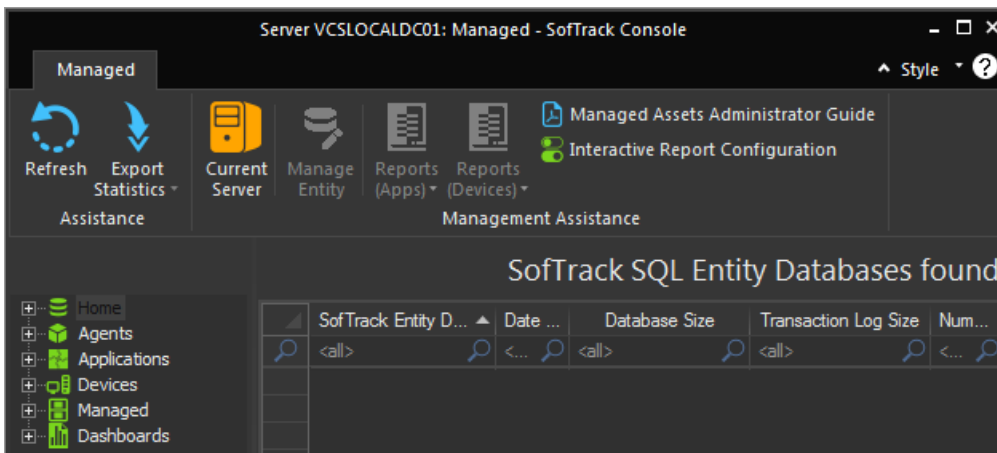 Server VCSLOCALDC01: Managed - SofTrack Console
Managed
Style
Refresh
Export
Statistics
Current
Server
Manage
Entity
Reports
(Apps)
Reports
(Devices)
Managed Assets Administrator Guide
Interactive Report Configuration
Assistance
Management Assistance
SofTrack SQL Entity Databases found
Home
Agents
Applications
Devices
Managed
Dashboards
SofTrack Entity D... Date ... Database Size Transaction Log Size Num...
<all> <... <all> <all> <...